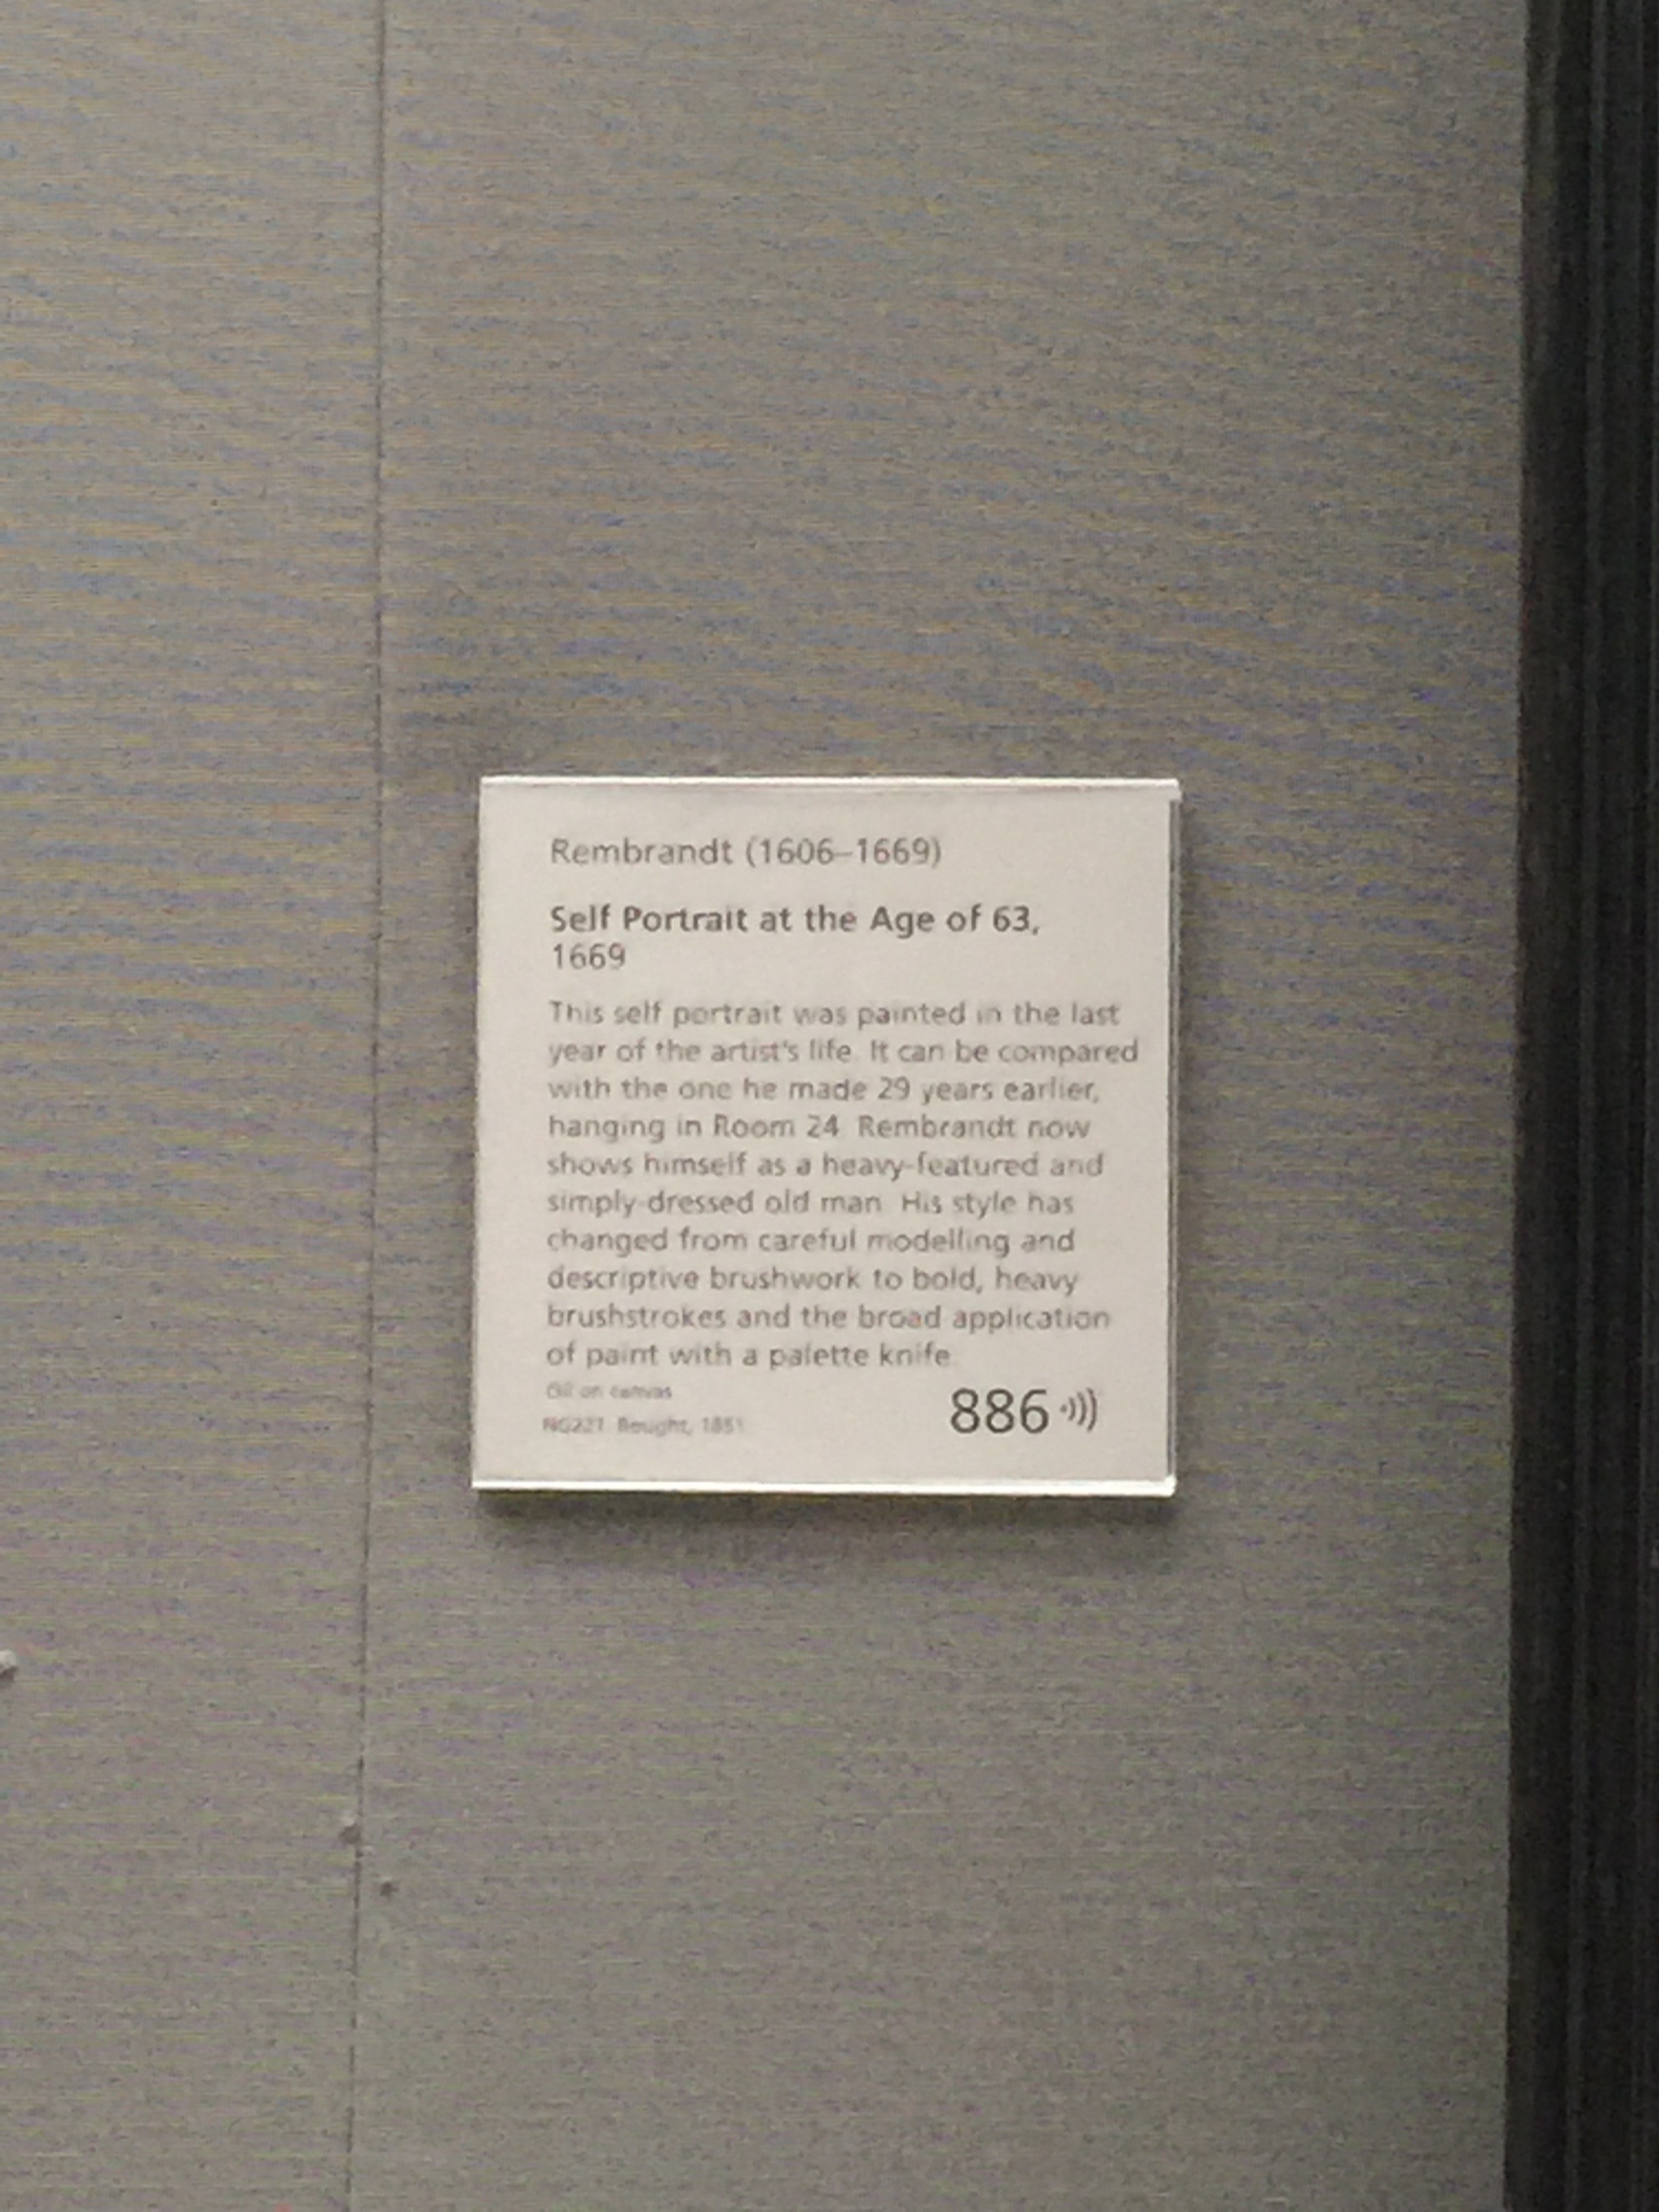 Rembrandt (1606–1669)
Self Portrait at the Age of 63,
1669
This self portrait was painted in the last
year of the artist's life. It can be compared
with the one he made 29 years earlier,
hanging in Room 24. Rembrandt now
shows himself as a heavy-featured and
simply-dressed old man. His style has
changed from careful modelling and
descriptive brushwork to bold, heavy
brushstrokes and the broad application
of paint with a palette knife.
Oil on canvas
NG221. Bought, 1851
886